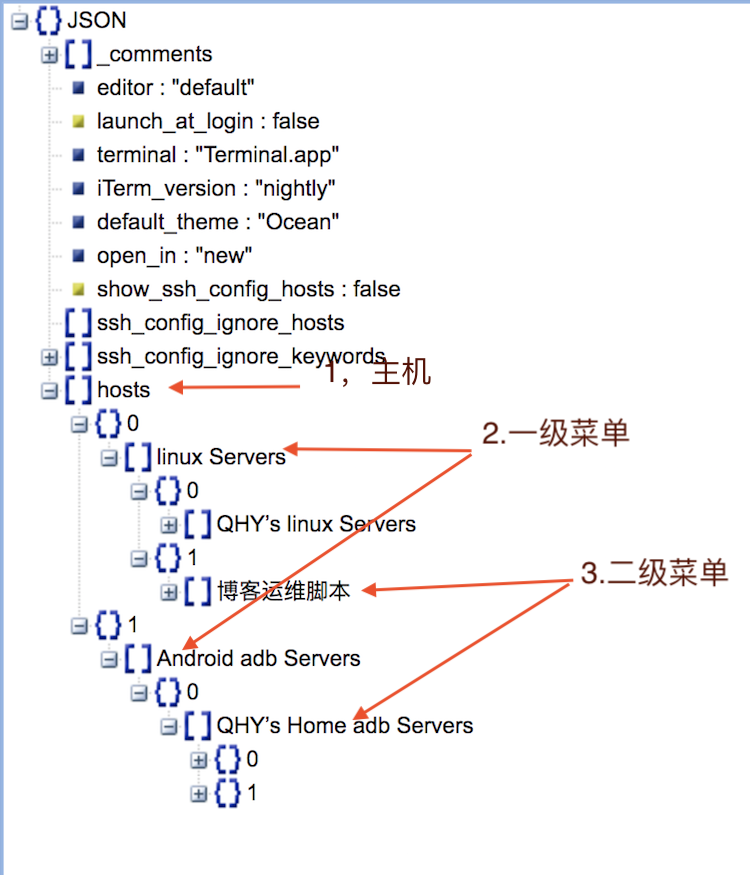 JSON
_comments
editor : "default"
launch_at_login : false
terminal : "Terminal.app"
iTerm_version : "nightly"
default_theme : "Ocean"
open_in : "new"
show_ssh_config_hosts : false
ssh_config_ignore_hosts
ssh_config_ignore_keywords
1，主机
hosts
0
2.一级菜单
linux Servers
0
QHY’s linux Servers
1
3.二级菜单
博客运维脚本
1
Android adb Servers
0
QHY’s Home adb Servers
0
1